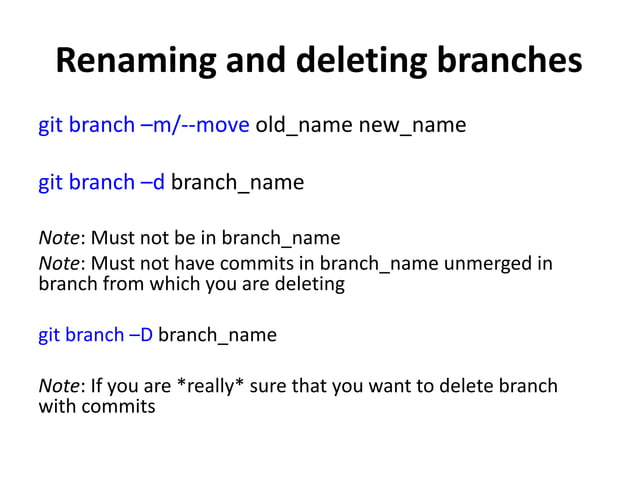 Renaming and deleting branches
git branch –m/--move old_name new_name
git branch –d branch_name
Note: Must not be in branch_name
Note: Must not have commits in branch_name unmerged in
branch from which you are deleting
git branch –D branch_name
Note: If you are *really* sure that you want to delete branch
with commits